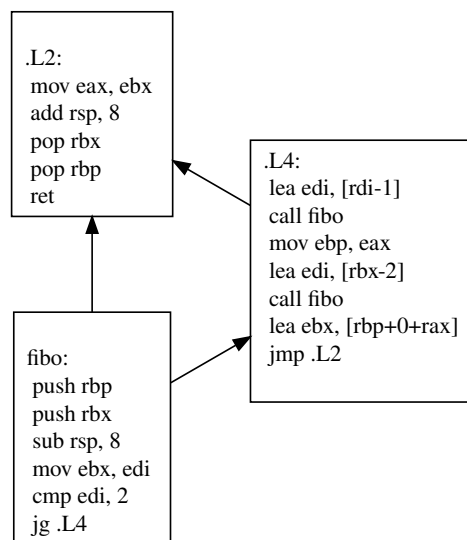 .L2:
mov eax, ebx
add rsp, 8
pop rbx
pop rbp
ret
.L4:
lea edi, [rdi-1]
call fibo
mov ebp, eax
lea edi, [rbx-2]
call fibo
lea ebx, [rbp+0+rax]
jmp .L2
fibo:
push rbp
push rbx
sub rsp, 8
mov ebx, edi
cmp edi, 2
jg .L4